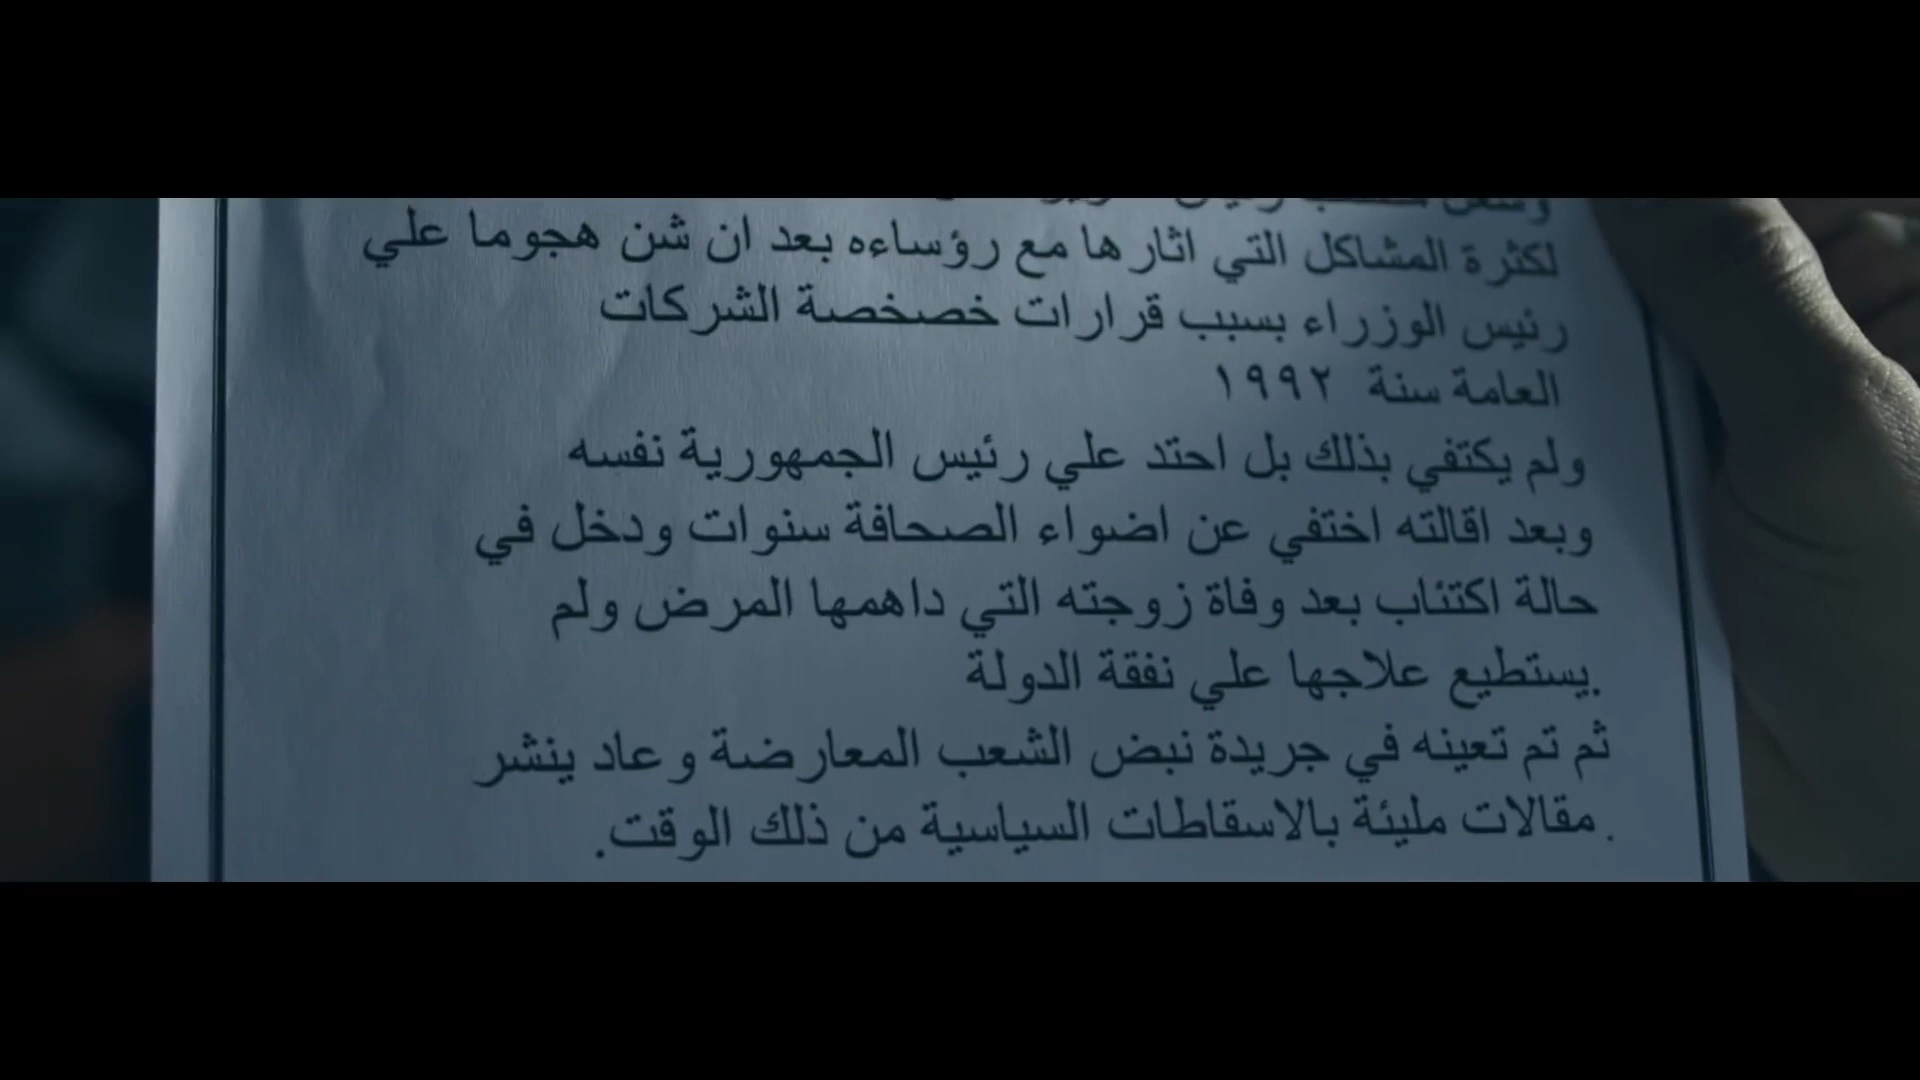 لكثرة المشاكل التي اثارها مع رؤساءه بعد ان شن هجوما علي
رئيس الوزراء بسبب قرارات خصخصة الشركات
العامة سنة ١٩٩٢
ولم يكتفي بذلك بل احتد علي رئيس الجمهورية نفسه
وبعد اقالته اختفي عن اضواء الصحافة سنوات ودخل في
حالة اكتئاب بعد وفاة زوجته التي داهمها المرض ولم
.يستطيع علاجها علي نفقة الدولة
ثم تم تعينه في جريدة نبض الشعب المعارضة وعاد ينشر
. مقالات مليئة بالاسقاطات السياسية من ذلك الوقت.